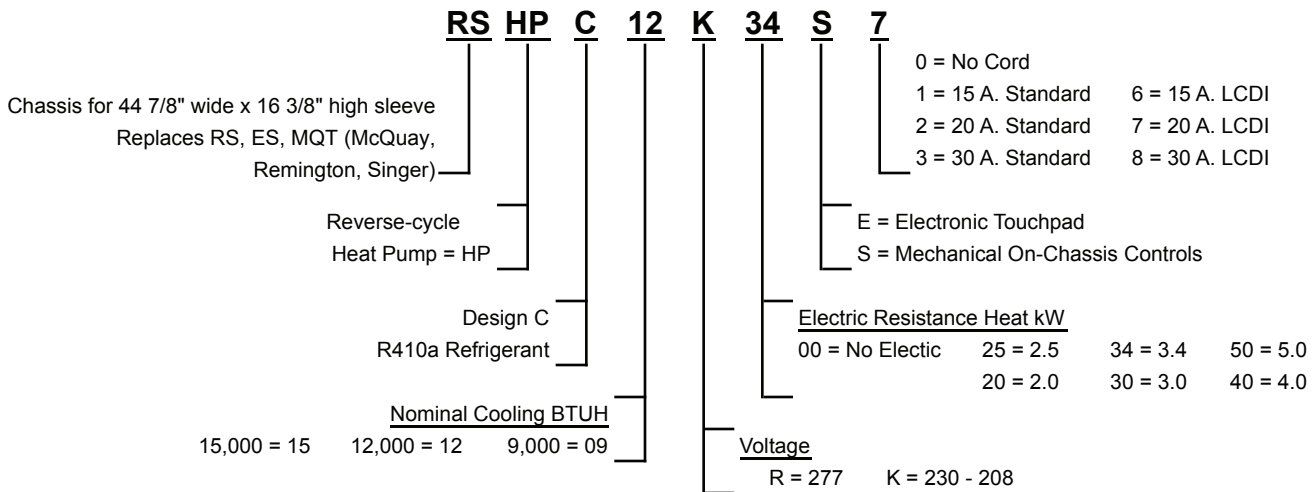 RS HP C 12 K 34 S 7
0 = No Cord
1 = 15 A. Standard 6 = 15 A. LCDI
2 = 20 A. Standard 7 = 20 A. LCDI
3 = 30 A. Standard 8 = 30 A. LCDI
Chassis for 44 7/8" wide x 16 3/8" high sleeve
Replaces RS, ES, MQT (McQuay,
Remington, Singer)
Reverse-cycle
Heat Pump = HP
E = Electronic Touchpad
S = Mechanical On-Chassis Controls
Design C
R410a Refrigerant
Electric Resistance Heat kW
00 = No Electic 25 = 2.5 34 = 3.4 50 = 5.0
20 = 2.0 30 = 3.0 40 = 4.0
Nominal Cooling BTUH
15,000 = 15 12,000 = 12 9,000 = 09
Voltage
R = 277 K = 230 - 208